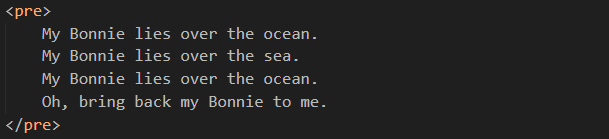 <pre>
    My Bonnie lies over the ocean.
    My Bonnie lies over the sea.
    My Bonnie lies over the ocean.
    Oh, bring back my Bonnie to me.
</pre>